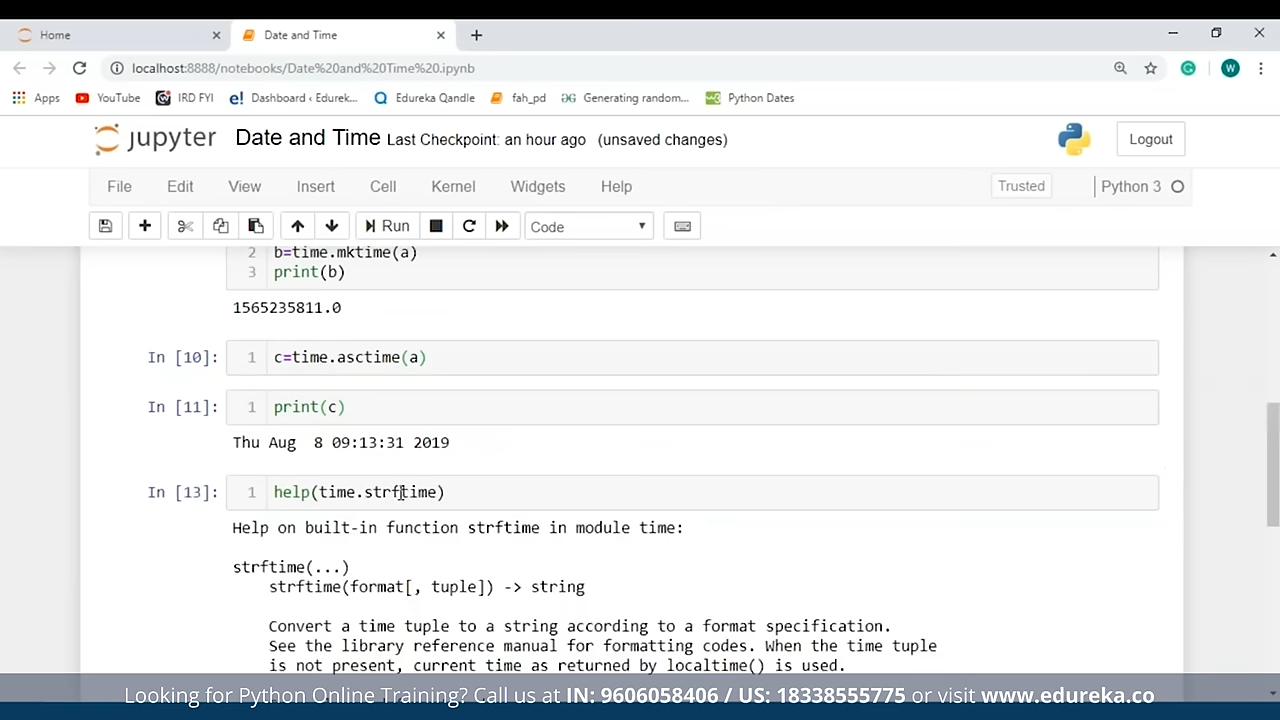 Home
Date and Time
localhost:8888/notebooks/Date%20and%20Time%20.ipynb
W
Apps YouTube IRD FYI e! Dashboard ‹ Edurek... Edureka Qandle fah_pd Generating random... Python Dates
jupyter Date and Time Last Checkpoint: an hour ago (unsaved changes) Logout
File Edit View Insert Cell Kernel Widgets Help Trusted Python 3
Run Code
2 b=time.mktime(a)
3 print(b)
1565235811.0
In [10]: 1 c=time.asctime(a)
In [11]: 1 print(c)
Thu Aug  8 09:13:31 2019
In [13]: 1 help(time.strftime)
Help on built-in function strftime in module time:
strftime(...)
strftime(format[, tuple]) -> string
Convert a time tuple to a string according to a format specification.
See the library reference manual for formatting codes. When the time tuple
is not present, current time as returned by localtime() is used.
Looking for Python Online Training? Call us at IN: 9606058406 / US: 18338555775 or visit www.edureka.co